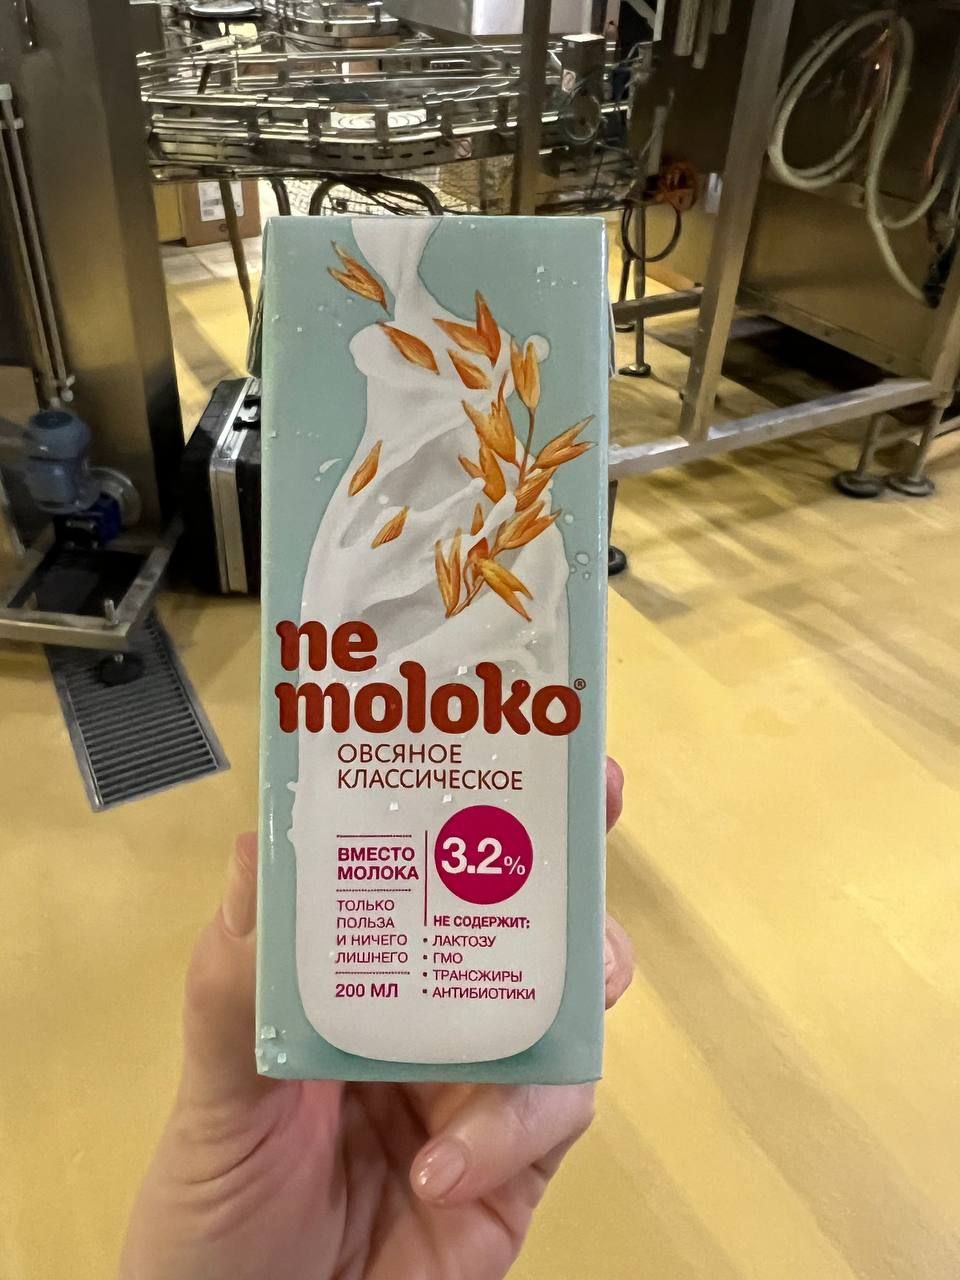 ne
moloko®
ОВСЯНОЕ
КЛАССИЧЕСКОЕ
ВМЕСТО
МОЛОКА
ТОЛЬКО
ПОЛЬЗА
И НИЧЕГО
ЛИШНЕГО
200 МЛ
3.2%
НЕ СОДЕРЖИТ:
• ЛАКТОЗУ
• ГМО
• ТРАНСЖИРЫ
• АНТИБИОТИКИ